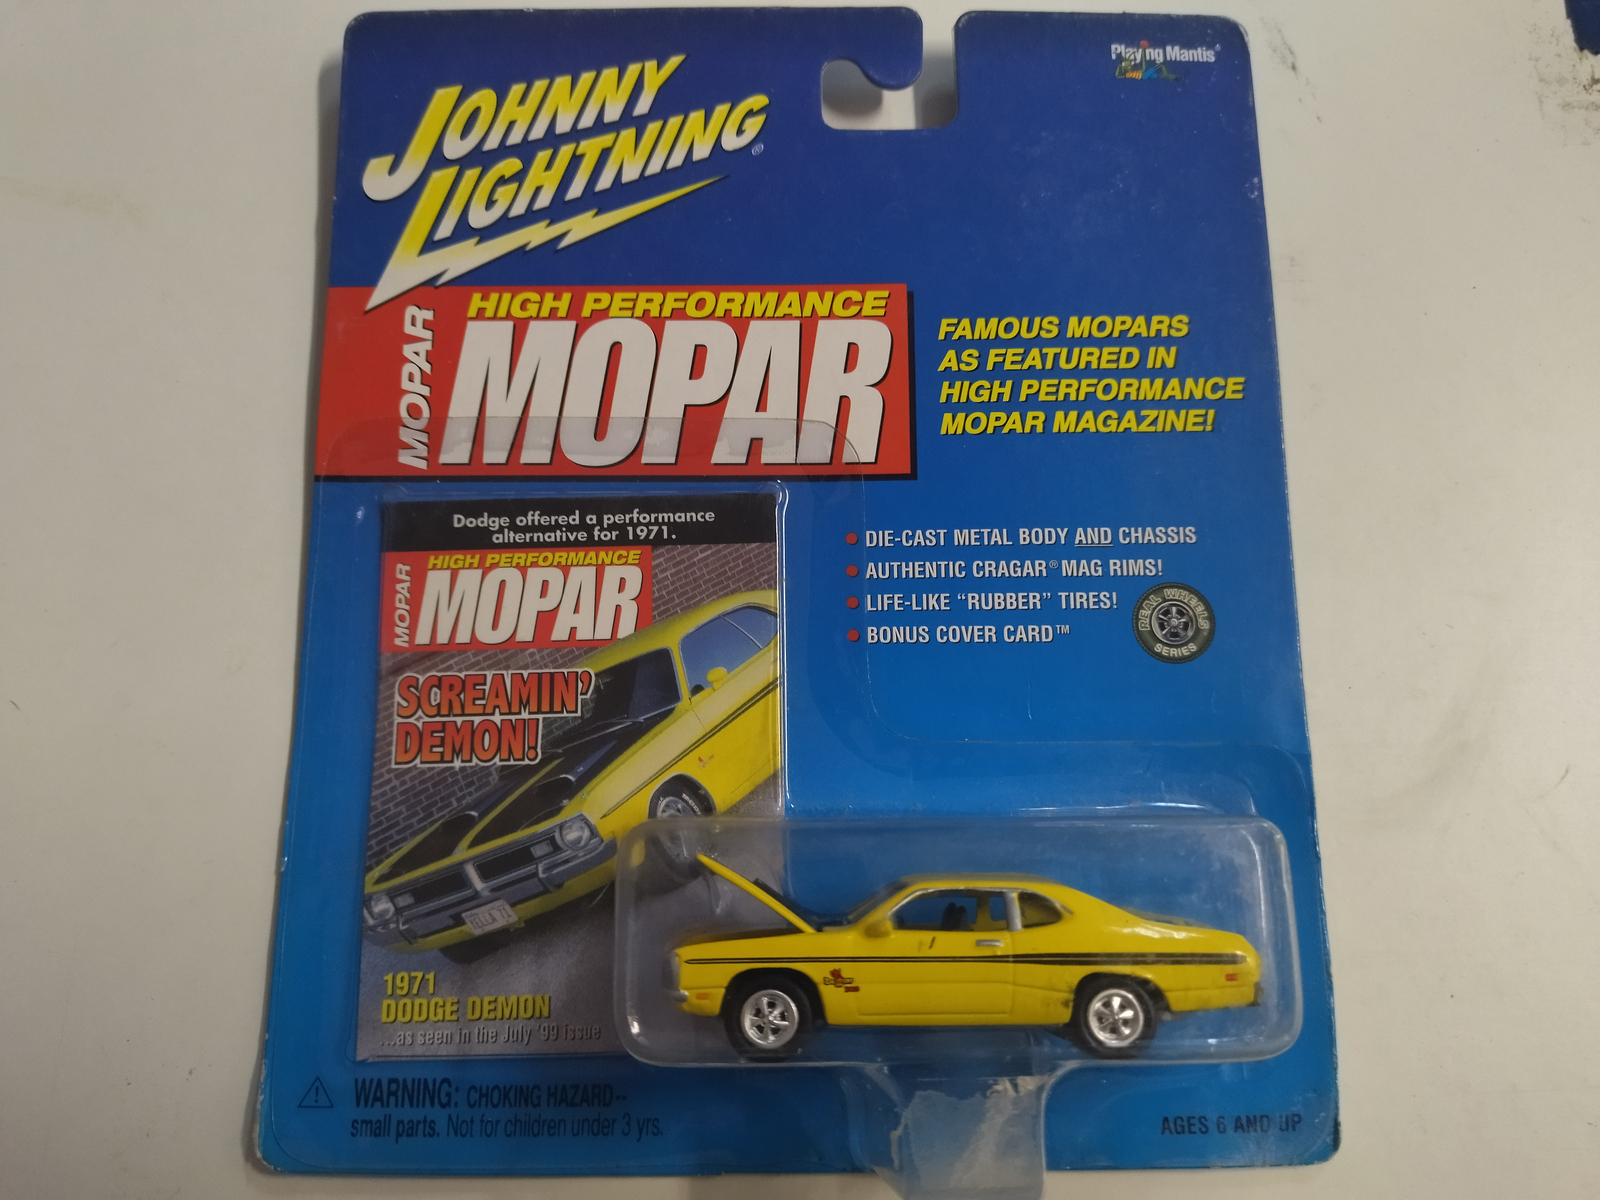 Playing Mantis®
JOHNNY
LIGHTNING®
MOPAR
HIGH PERFORMANCE
MOPAR
FAMOUS MOPARS
AS FEATURED IN
HIGH PERFORMANCE
MOPAR MAGAZINE!
Dodge offered a performance
alternative for 1971.
MOPAR
HIGH PERFORMANCE
MOPAR
SCREAMIN'
DEMON!
1971
DODGE DEMON
...as seen in the July '99 issue
• DIE-CAST METAL BODY AND CHASSIS
• AUTHENTIC CRAGAR® MAG RIMS!
• LIFE-LIKE “RUBBER” TIRES!
• BONUS COVER CARD™
REAL WHEELS
SERIES
WARNING: CHOKING HAZARD--
small parts. Not for children under 3 yrs.
AGES 6 AND UP